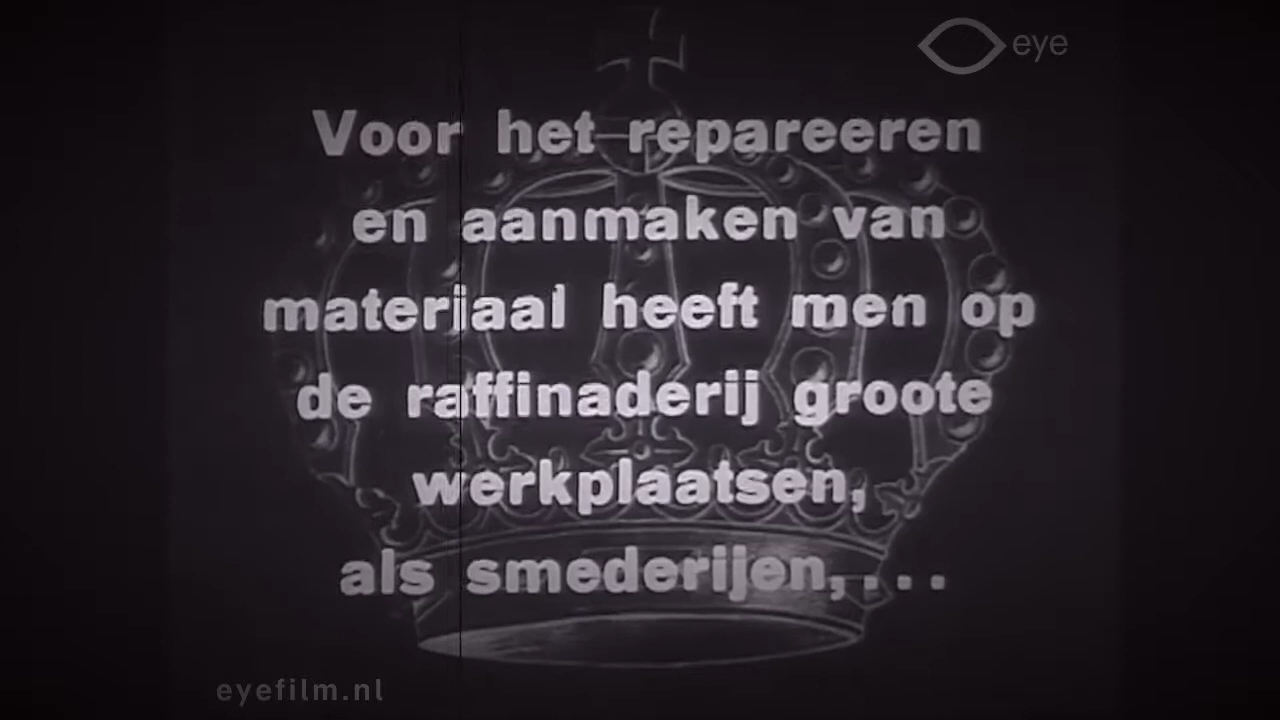 eye
Voor het repareeren
en aanmaken van
materiaal heeft men op
de raffinaderij groote
werkplaatsen,
als smederijen,...
eyefilm.nl